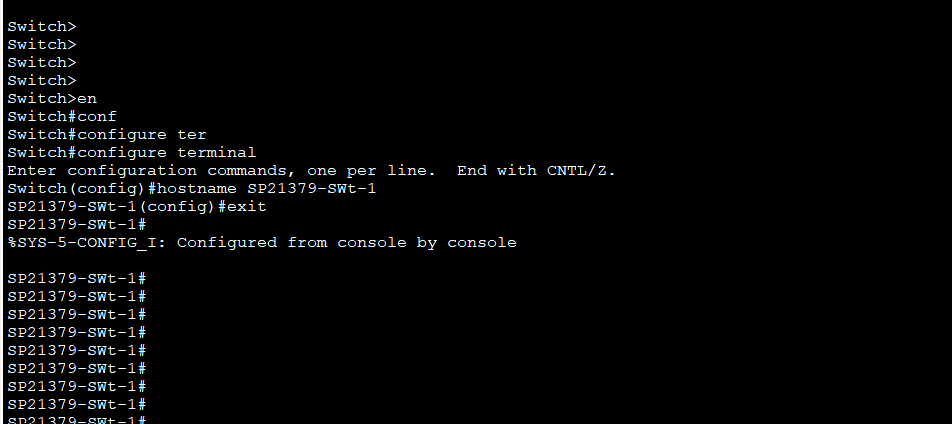 Switch>
Switch>
Switch>
Switch>
Switch>en
Switch#conf
Switch#configure ter
Switch#configure terminal
Enter configuration commands, one per line.  End with CNTL/Z.
Switch(config)#hostname SP21379-SWt-1
SP21379-SWt-1(config)#exit
SP21379-SWt-1#
%SYS-5-CONFIG_I: Configured from console by console
SP21379-SWt-1#
SP21379-SWt-1#
SP21379-SWt-1#
SP21379-SWt-1#
SP21379-SWt-1#
SP21379-SWt-1#
SP21379-SWt-1#
SP21379-SWt-1#
SP21379-SWt-1#